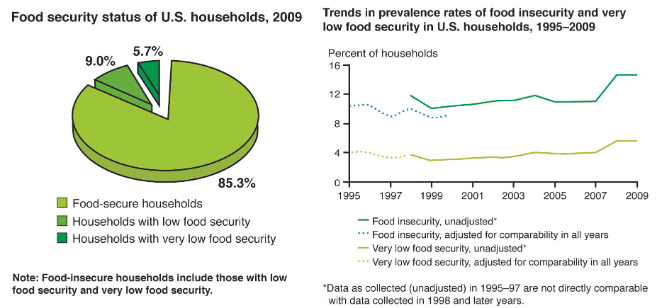 Food security status of U.S. households, 2009
5.7%
9.0%
85.3%
Food-secure households
Households with low food security
Households with very low food security
Note: Food-insecure households include those with low
food security and very low food security.
Trends in prevalence rates of food insecurity and very
low food security in U.S. households, 1995–2009
Percent of households
16
12
8
4
0
1995 1997 1999 2001 2003 2005 2007 2009
Food insecurity, unadjusted*
Food insecurity, adjusted for comparability in all years
Very low food security, unadjusted*
Very low food security, adjusted for comparability in all years
*Data as collected (unadjusted) in 1995–97 are not directly comparable
with data collected in 1998 and later years.